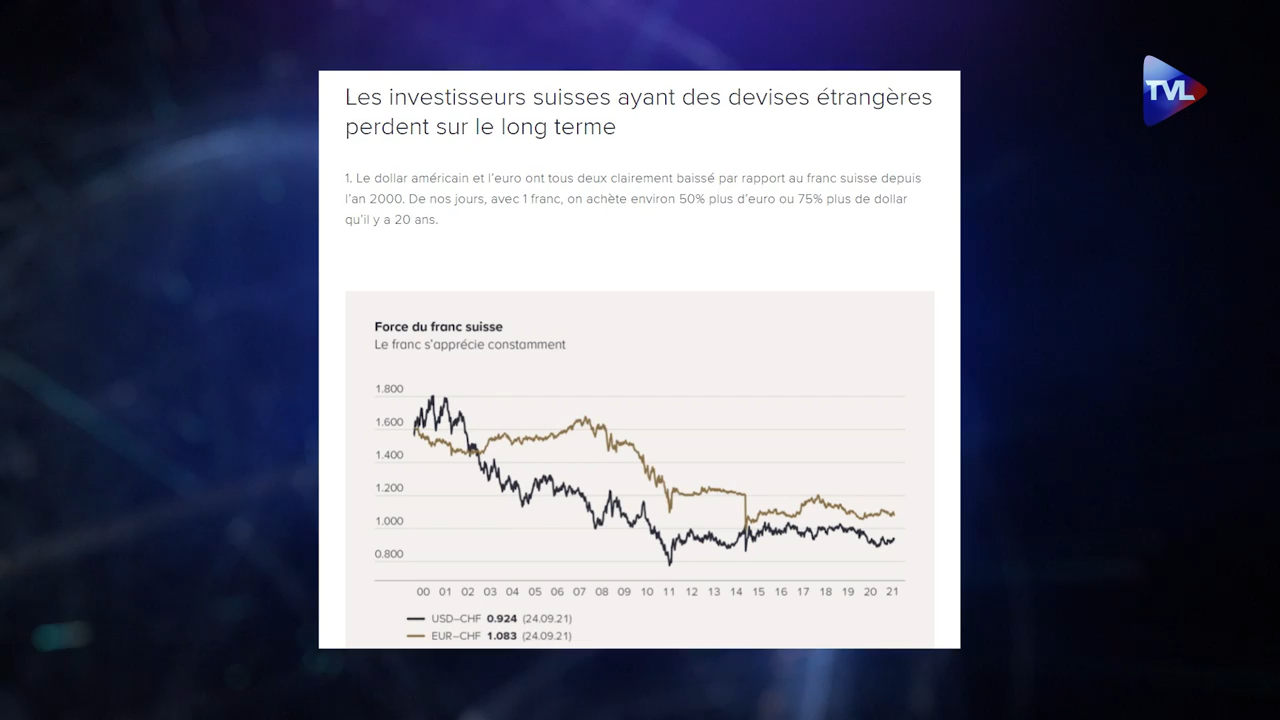 TVL
Les investisseurs suisses ayant des devises étrangères
perdent sur le long terme
1. Le dollar américain et l'euro ont tous deux clairement baissé par rapport au franc suisse depuis
l'an 2000. De nos jours, avec 1 franc, on achète environ 50% plus d'euro ou 75% plus de dollar
qu'il y a 20 ans.
Force du franc suisse
Le franc s'apprécie constamment
1.800
1.600
1.400
1.200
1.000
0.800
00 01 02 03 04 05 06 07 08 09 10 11 12 13 14 15 16 17 18 19 20 21
USD–CHF 0.924 (24.09.21)
EUR–CHF 1.083 (24.09.21)